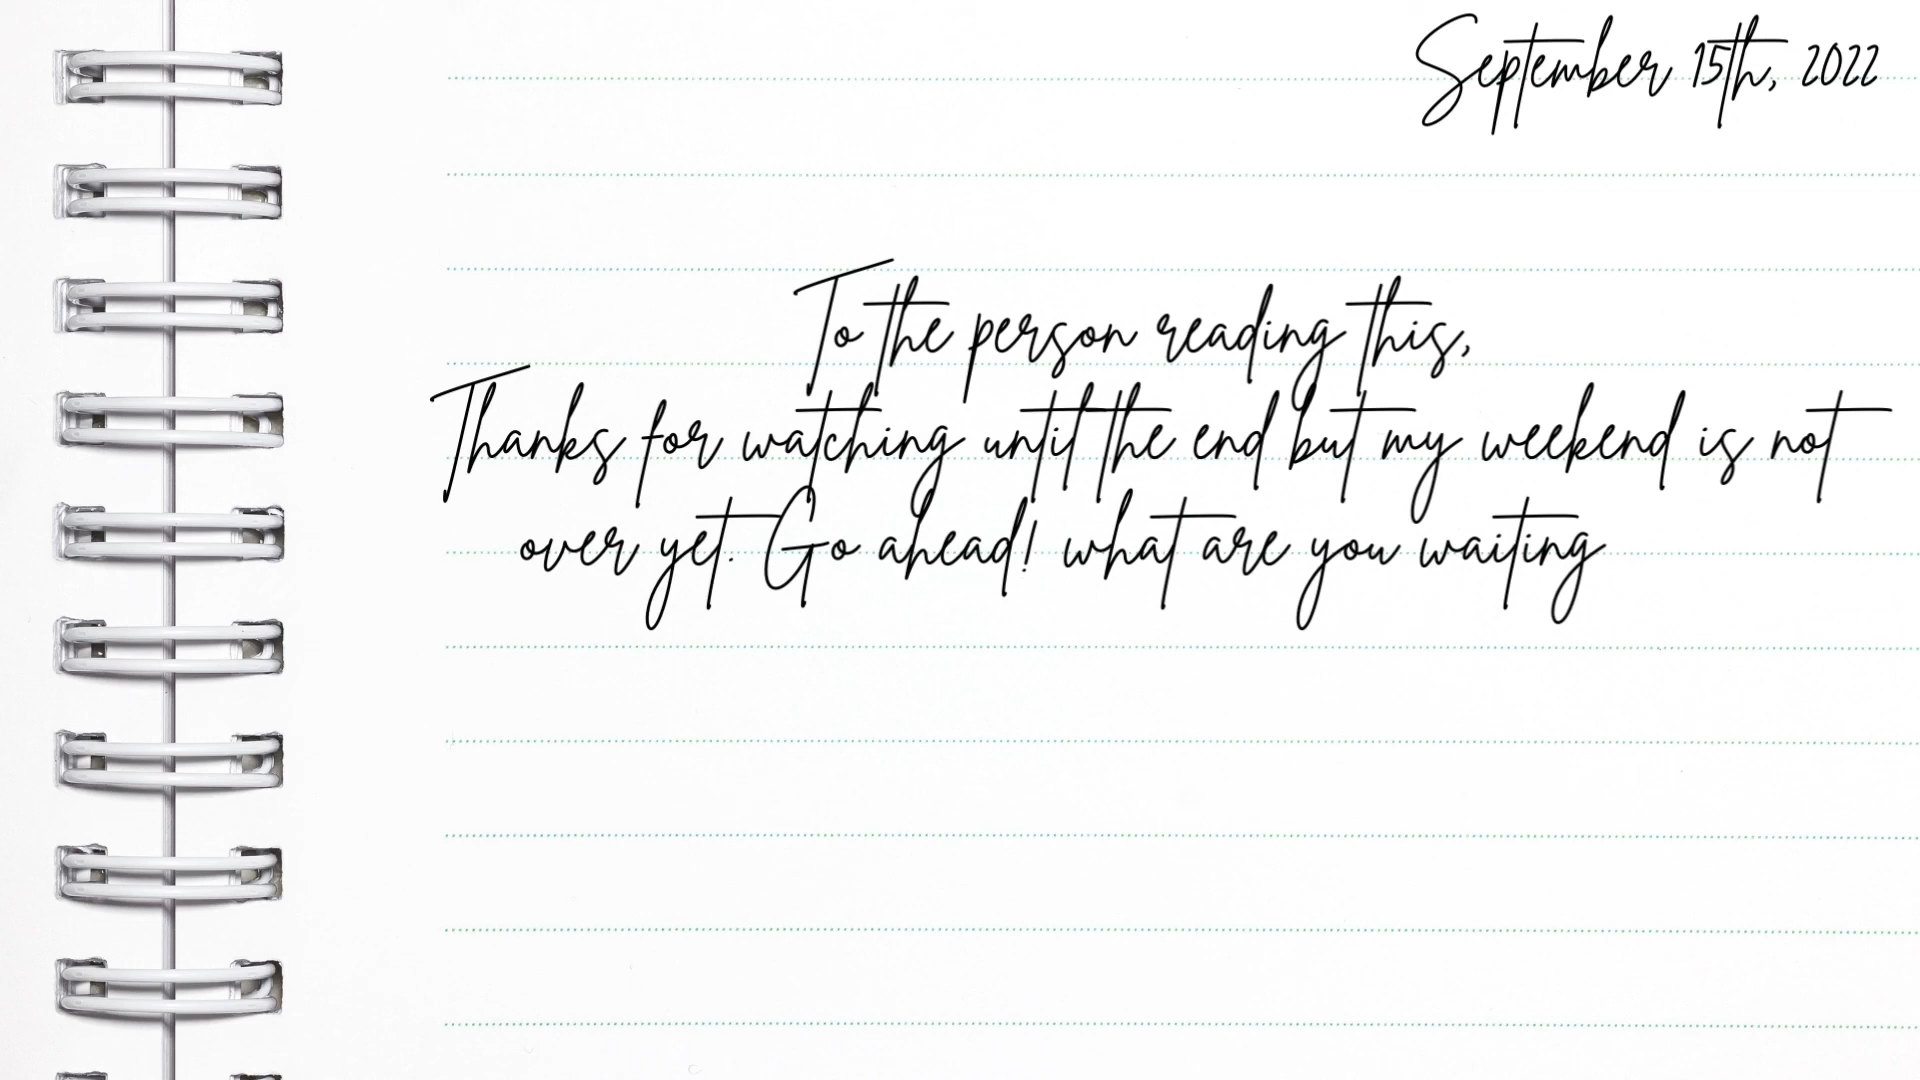 September 15th, 2022
To the person reading this,
Thanks for watching until the end but my weekend is not
over yet. Go ahead! what are you waiting